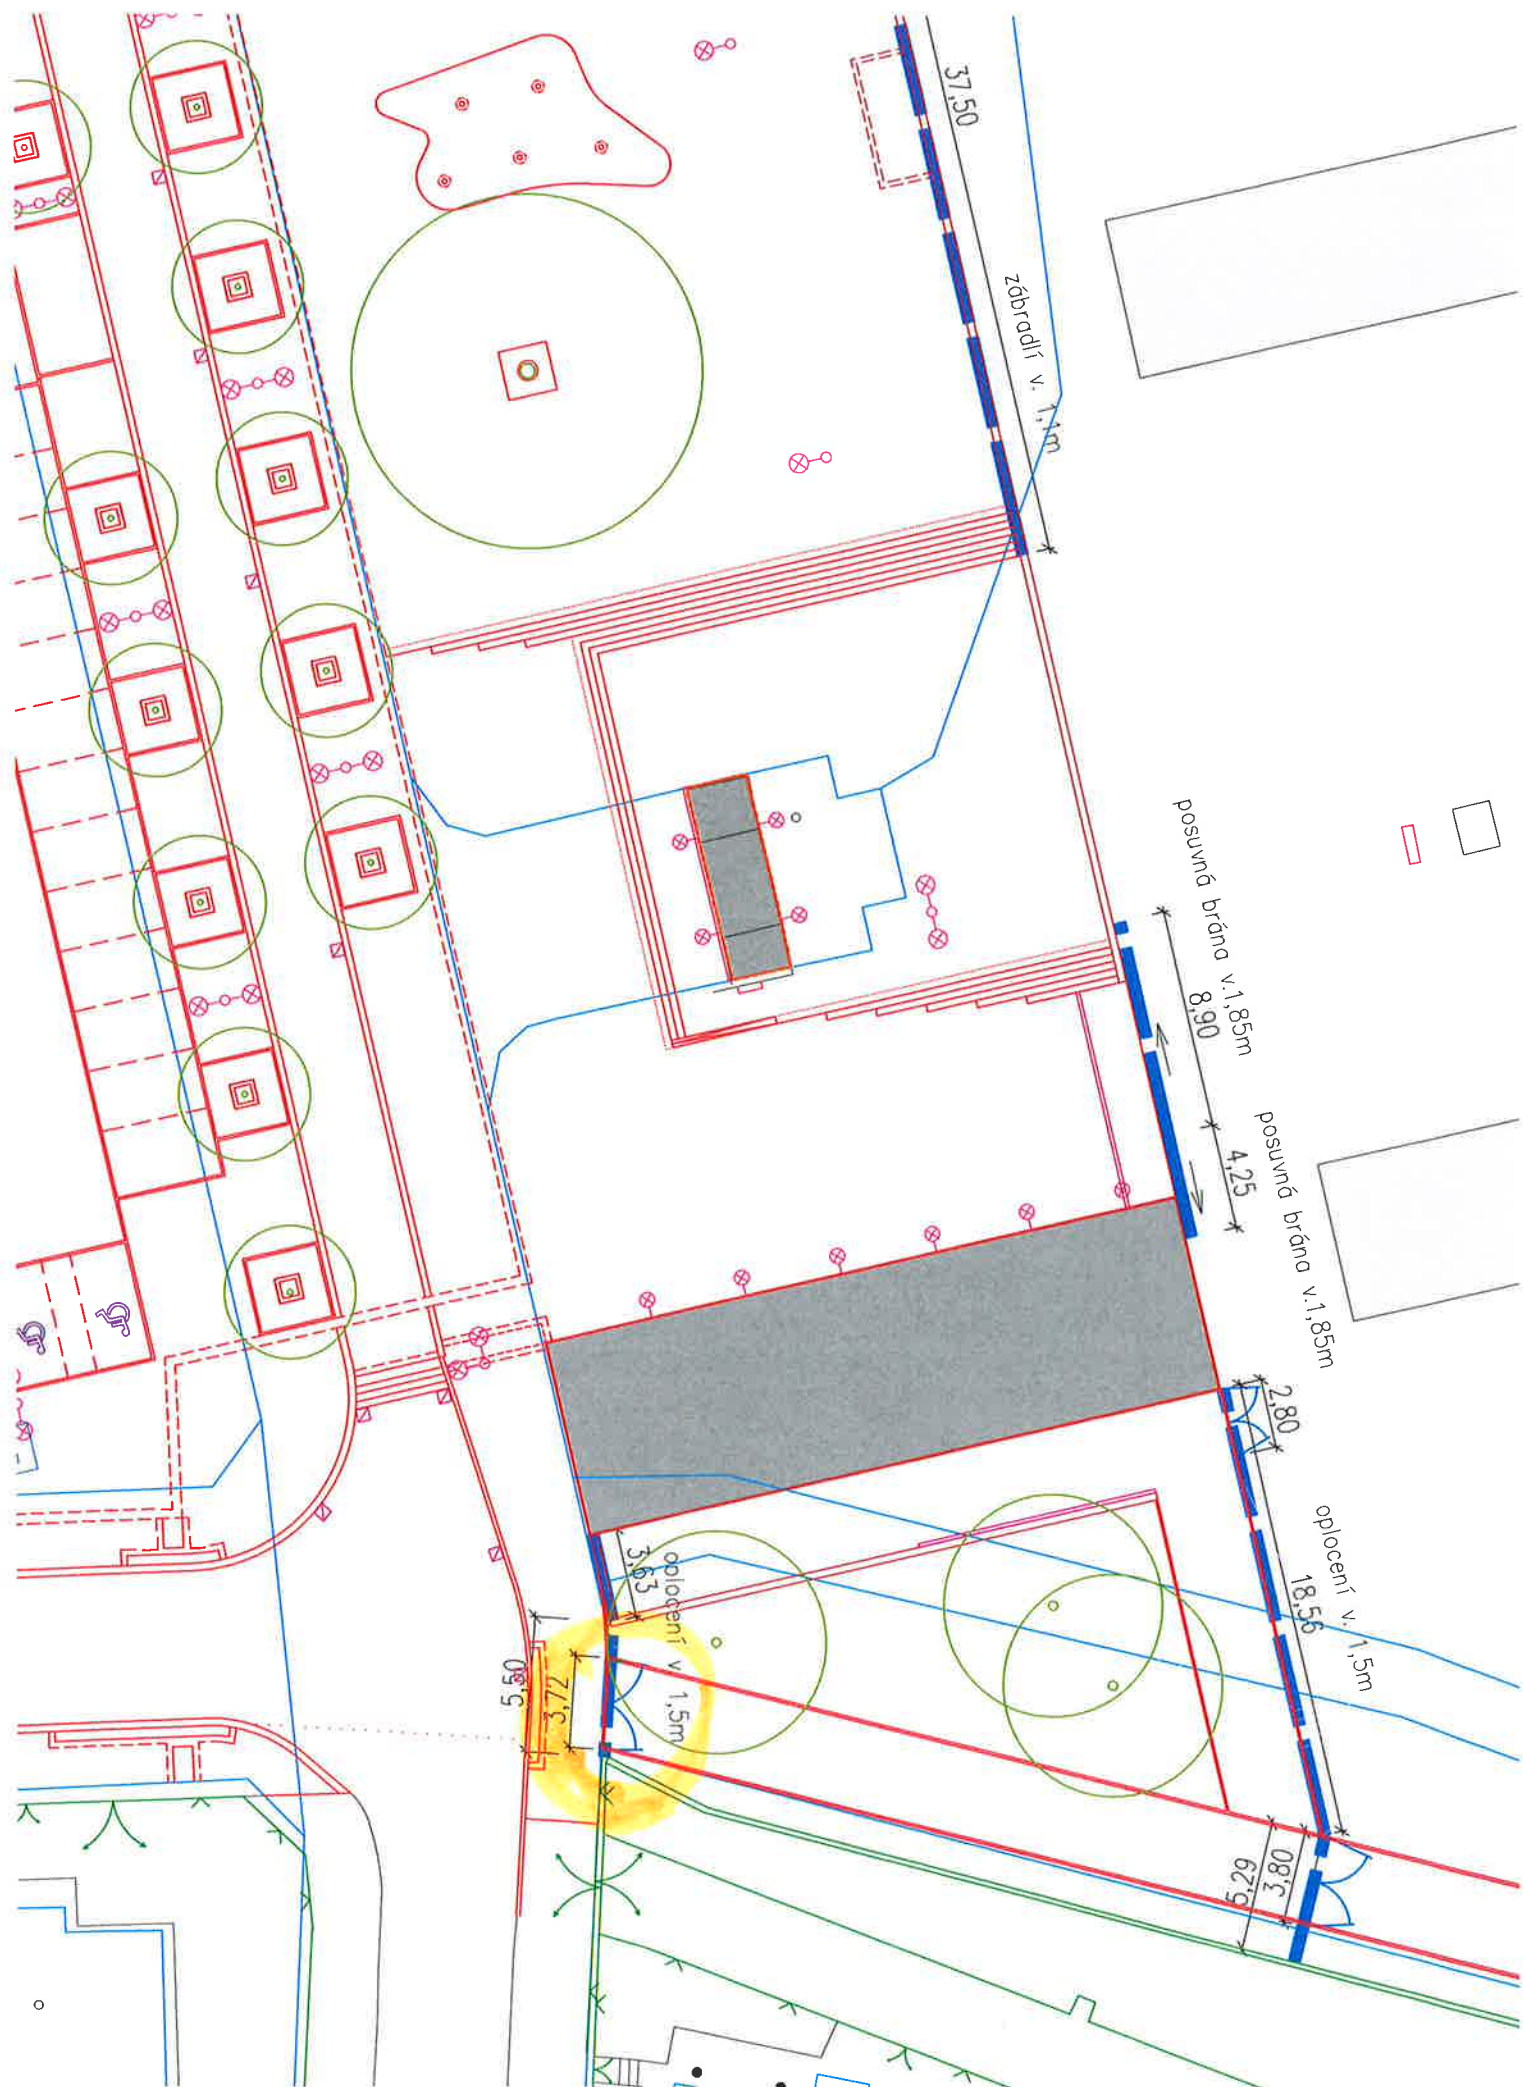 37,50
zábradlí v. 1,1m
posuvná brána v.1,85m
8,90
4,25
posuvná brána v.1,85m
2,80
oplocení v. 1,5m
18,56
3,63
oplocení v 1,5m
5,50
3,72
3,80
5,29